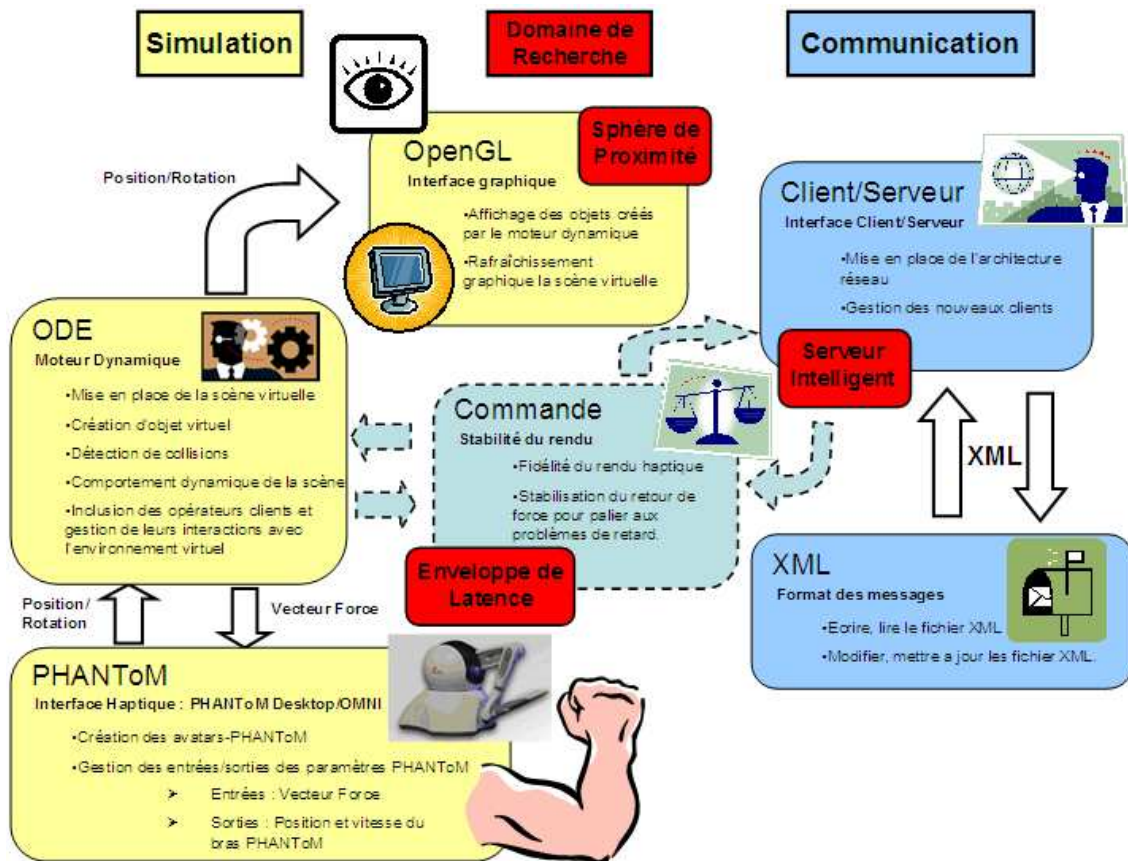 Simulation
Domaine de
Recherche
Communication
Sphère de
Proximité
OpenGL
Interface graphique
•Affichage des objets créés
par le moteur dynamique
•Rafraîchissement
graphique la scène virtuelle
Position/Rotation
Client/Serveur
Interface Client/Serveur
•Mise en place de l'architecture
réseau
•Gestion des nouveaux clients
Serveur
Intelligent
ODE
Moteur Dynamique
•Mise en place de la scène virtuelle
•Création d'objet virtuel
•Détection de collisions
•Comportement dynamique de la scène
•Inclusion des opérateurs clients et
gestion de leurs interactions avec
l'environnement virtuel
Commande
Stabilité du rendu
•Fidélité du rendu haptique
•Stabilisation du retour de
force pour palier aux
problèmes de retard.
Enveloppe de
Latence
XML
XML
Format des messages
•Ecrire, lire le fichier XML
•Modifier, mettre a jour les fichier XML.
Position/
Rotation
Vecteur Force
PHANToM
Interface Haptique : PHANToM Desktop/OMNI
•Création des avatars-PHANToM
•Gestion des entrées/sorties des paramètres PHANToM
➤ Entrées : Vecteur Force
➤ Sorties : Position et vitesse du
bras PHANToM